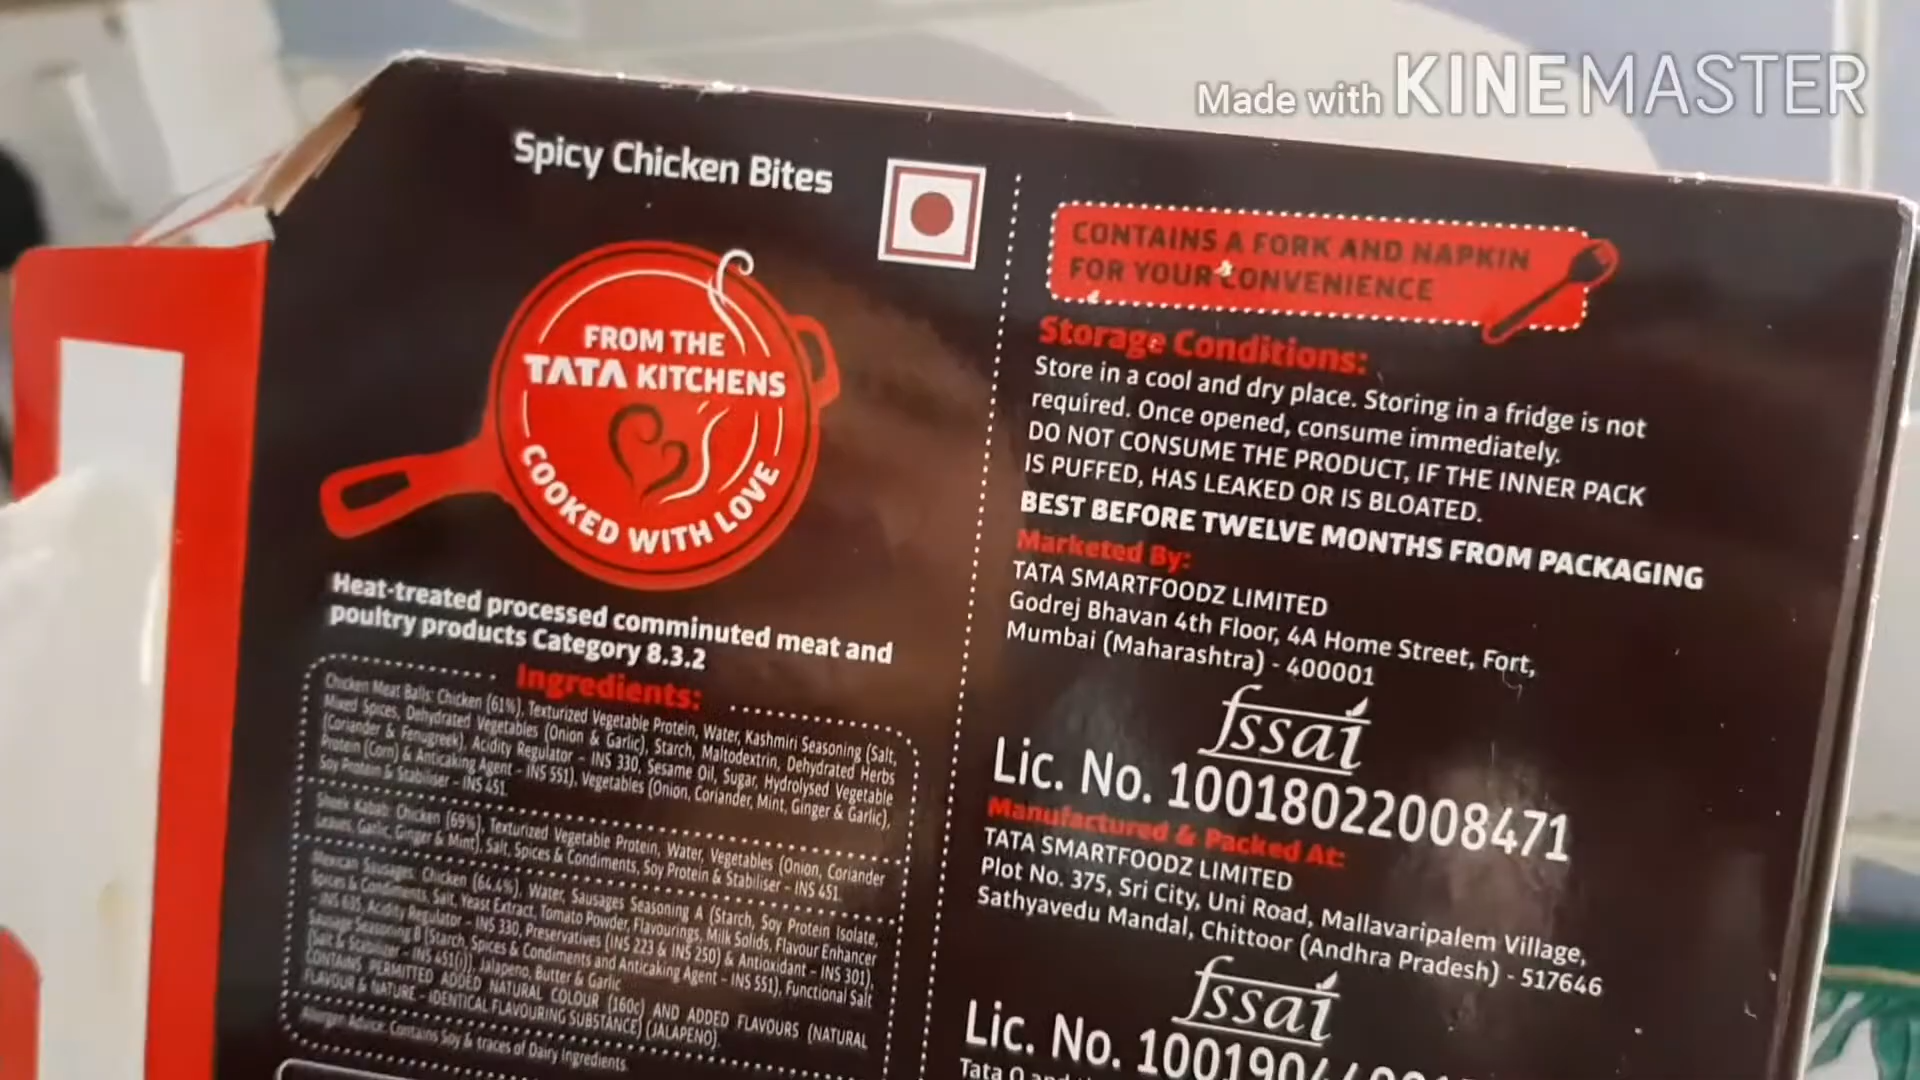 Made with KINEMASTER
Spicy Chicken Bites
FROM THE
TATA KITCHENS
COOKED WITH LOVE
Heat-treated processed comminuted meat and
poultry products Category 8.3.2
Ingredients:
Chicken Meat Balls: Chicken (61%), Texturized Vegetable Protein, Water, Kashmiri Seasoning (Salt,
Mixed Spices, Dehydrated Vegetables (Onion & Garlic), Starch, Maltodextrin, Dehydrated Herbs
(Coriander & Fenugreek), Acidity Regulator - INS 330, Sesame Oil, Sugar, Hydrolysed Vegetable
Protein (Corn) & Anticaking Agent - INS 551), Vegetables (Onion, Coriander, Mint, Ginger & Garlic),
Soy Protein & Stabiliser - INS 451.
Sheek Kabab: Chicken (69%), Texturized Vegetable Protein, Water, Vegetables (Onion, Coriander
Leaves, Garlic, Ginger & Mint), Salt, Spices & Condiments, Soy Protein & Stabiliser - INS 451.
Mexican Sausages: Chicken (64.4%), Water, Sausages Seasoning A (Starch, Soy Protein Isolate,
Spices & Condiments, Salt, Yeast Extract, Tomato Powder, Flavourings, Milk Solids, Flavour Enhancer
- INS 635, Acidity Regulator - INS 330, Preservatives (INS 223 & INS 250) & Antioxidant - INS 301),
Sausage Seasoning B (Starch, Spices & Condiments and Anticaking Agent - INS 551), Functional Salt
(Salt & Stabilizer - INS 451(i)), Jalapeno, Butter & Garlic
CONTAINS PERMITTED ADDED NATURAL COLOUR (160c) AND ADDED FLAVOURS (NATURAL
FLAVOUR & NATURE - IDENTICAL FLAVOURING SUBSTANCE) (JALAPENO).
Allergen Advice: Contains Soy & traces of Dairy Ingredients.
CONTAINS A FORK AND NAPKIN
FOR YOUR CONVENIENCE
Storage Conditions:
Store in a cool and dry place. Storing in a fridge is not
required. Once opened, consume immediately.
DO NOT CONSUME THE PRODUCT, IF THE INNER PACK
IS PUFFED, HAS LEAKED OR IS BLOATED.
BEST BEFORE TWELVE MONTHS FROM PACKAGING
Marketed By:
TATA SMARTFOODZ LIMITED
Godrej Bhavan 4th Floor, 4A Home Street, Fort,
Mumbai (Maharashtra) - 400001
fssai
Lic. No. 10018022008471
Manufactured & Packed At:
TATA SMARTFOODZ LIMITED
Plot No. 375, Sri City, Uni Road, Mallavaripalem Village,
Sathyavedu Mandal, Chittoor (Andhra Pradesh) - 517646
fssai
Lic. No.
Tata Q